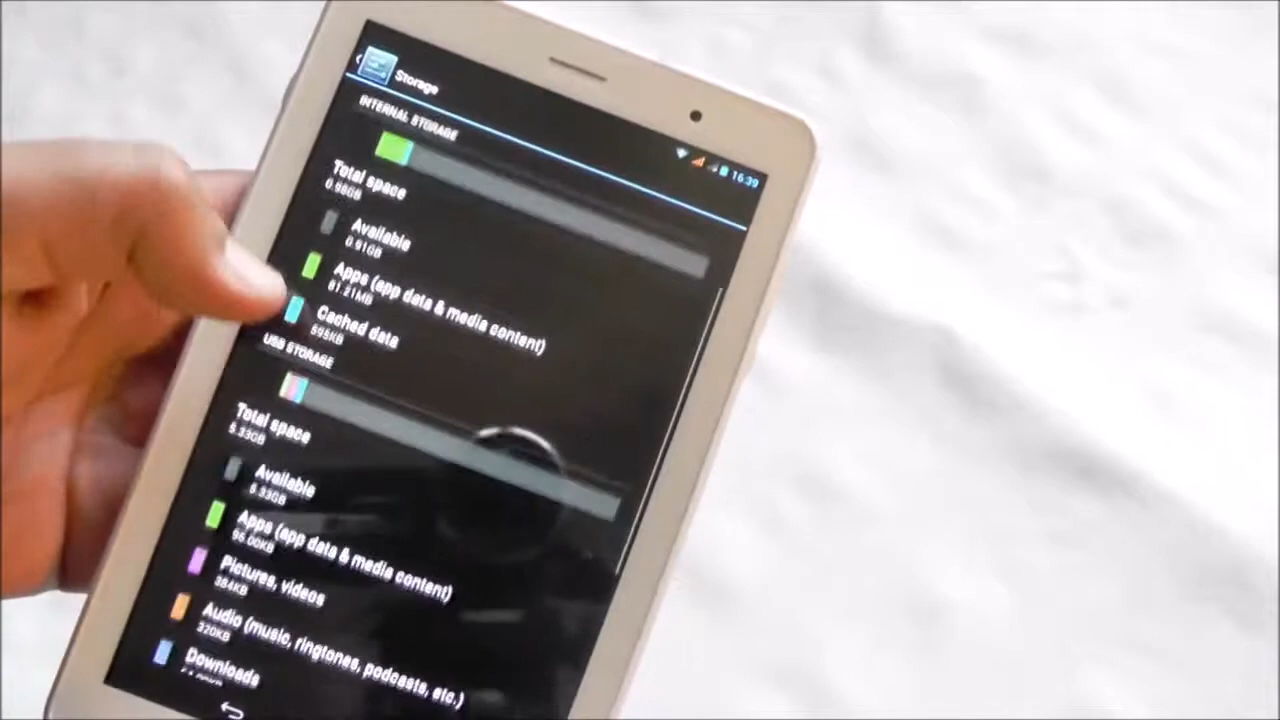 Storage
16:39
INTERNAL STORAGE
Total space
0.98GB
Available
0.91GB
Apps (app data & media content)
81.21MB
Cached data
595KB
USB STORAGE
Total space
5.33GB
Available
5.33GB
Apps (app data & media content)
96.00KB
Pictures, videos
384KB
Audio (music, ringtones, podcasts, etc.)
320KB
Downloads